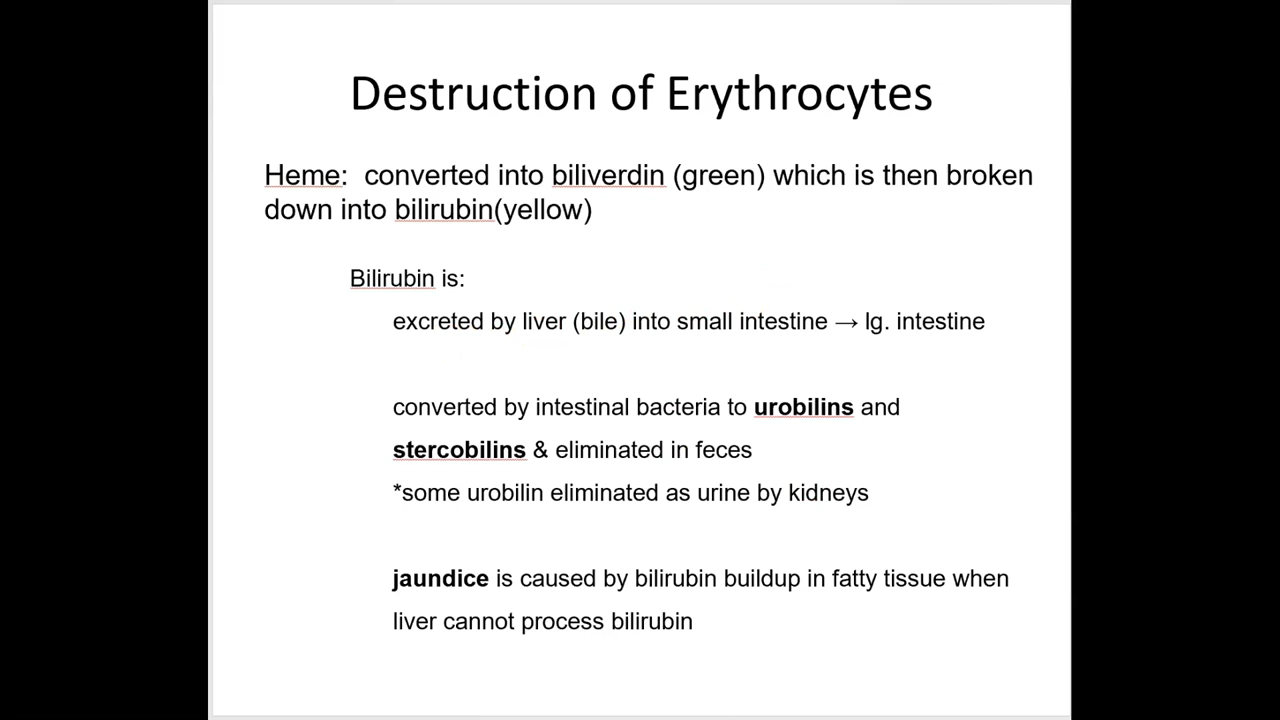 Destruction of Erythrocytes
Heme:  converted into biliverdin (green) which is then broken
down into bilirubin(yellow)
Bilirubin is:
excreted by liver (bile) into small intestine → lg. intestine
converted by intestinal bacteria to urobilins and
stercobilins & eliminated in feces
*some urobilin eliminated as urine by kidneys
jaundice is caused by bilirubin buildup in fatty tissue when
liver cannot process bilirubin